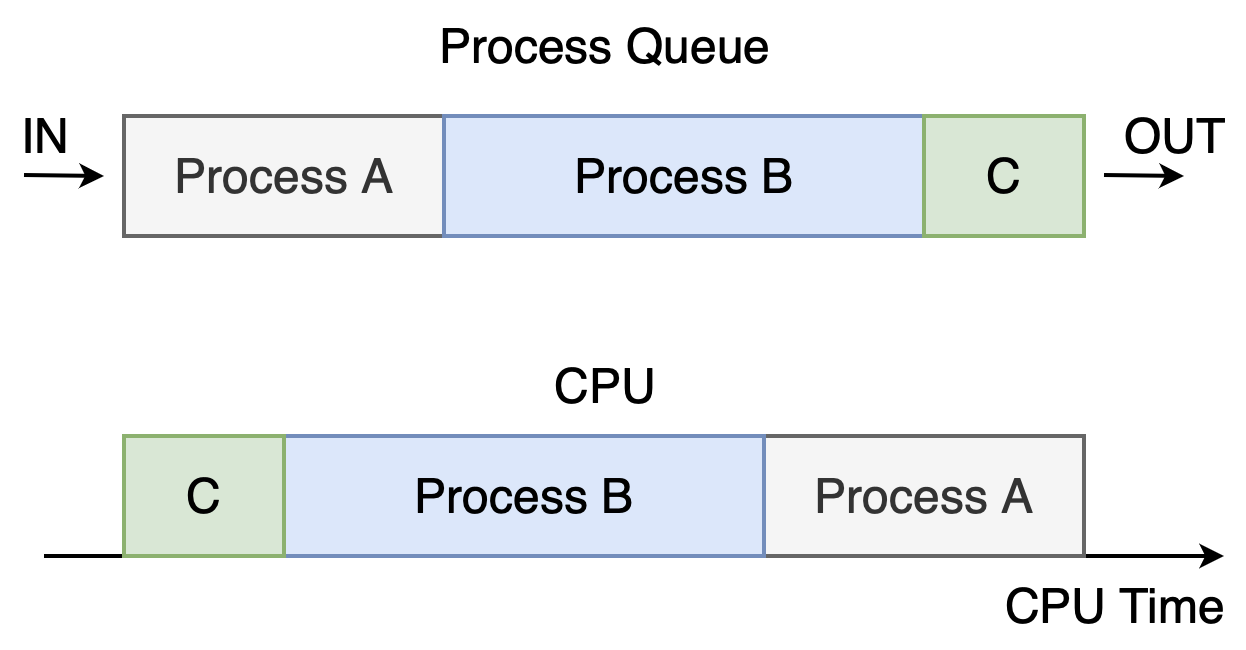 Process Queue
IN
OUT
Process A
Process B
C
CPU
C
Process B
Process A
CPU Time